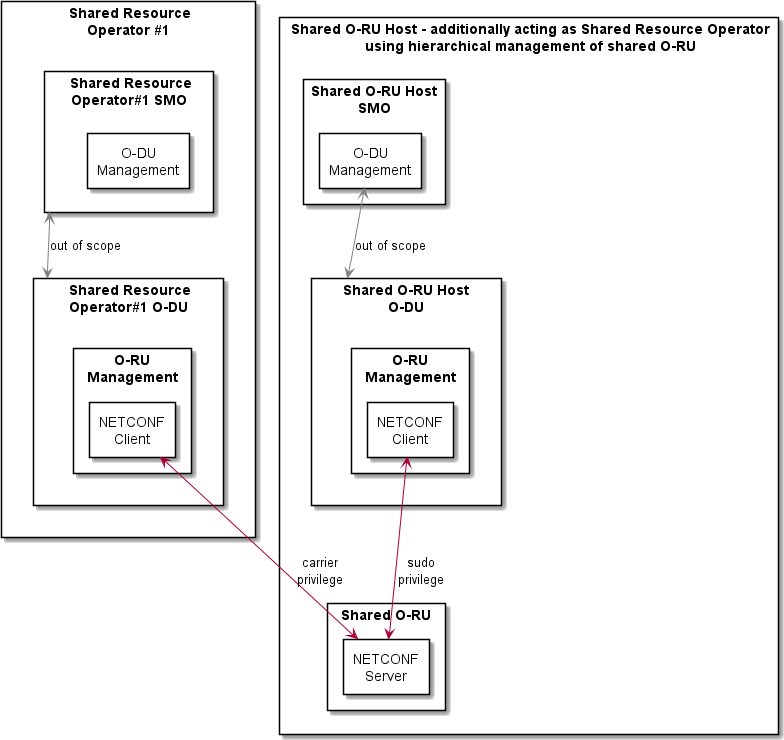 Shared Resource
Operator #1
Shared Resource
Operator#1 SMO
O-DU
Management
out of scope
Shared Resource
Operator#1 O-DU
O-RU
Management
NETCONF
Client
Shared O-RU Host - additionally acting as Shared Resource Operator
using hierarchical management of shared O-RU
Shared O-RU Host
SMO
O-DU
Management
out of scope
Shared O-RU Host
O-DU
O-RU
Management
NETCONF
Client
carrier
privilege
sudo
privilege
Shared O-RU
NETCONF
Server